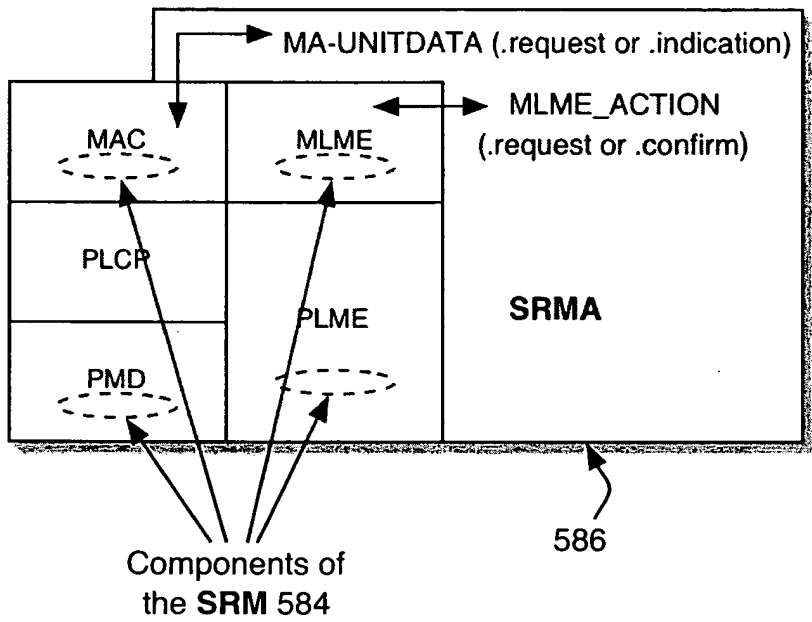 MA-UNITDATA (.request or .indication)
MLME_ACTION
(.request or .confirm)
MAC
MLME
PLCP
PLME
SRMA
PMD
586
Components of
the SRM 584